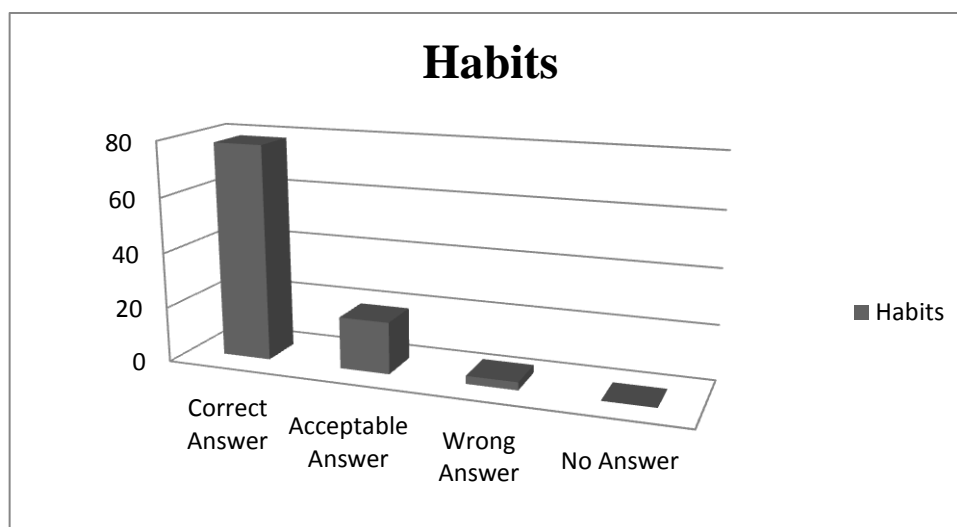 Habits
80
60
40
20
0
Habits
Correct
Answer
Acceptable
Answer
Wrong
Answer
No Answer